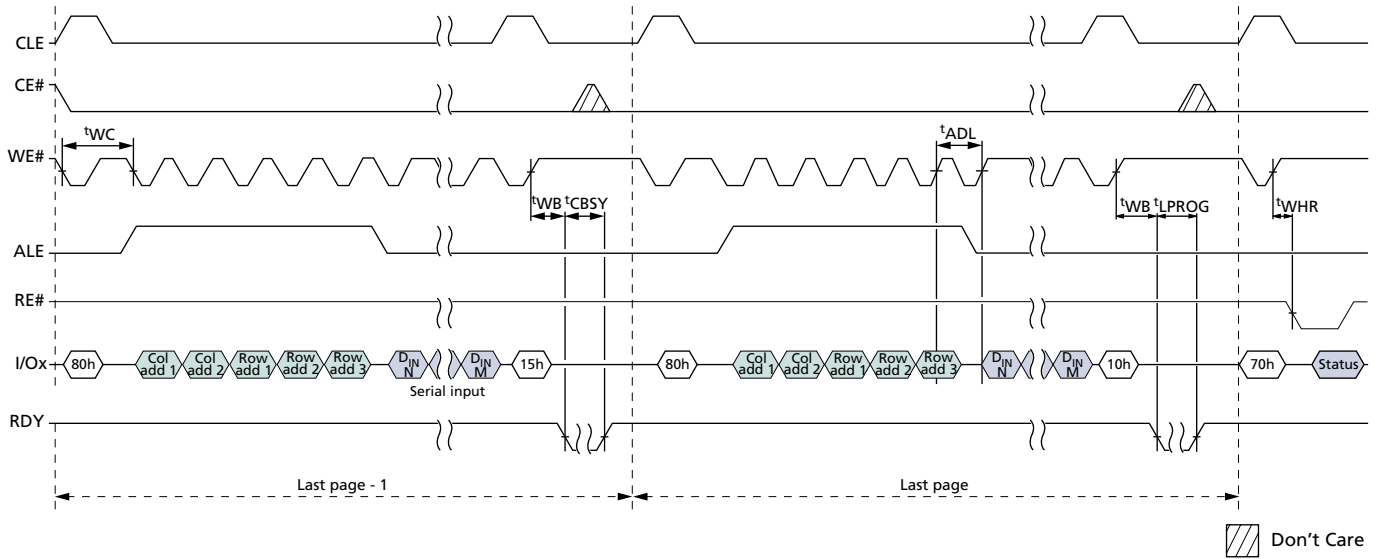 CLE
CE#
tWC
tADL
WE#
tWB tCBSY
tWB tLPROG
tWHR
ALE
RE#
I/Ox
80h
Col add 1
Col add 2
Row add 1
Row add 2
Row add 3
DIN N
DIN M
15h
80h
Col add 1
Col add 2
Row add 1
Row add 2
Row add 3
DIN N
DIN M
10h
70h
Status
Serial input
RDY
Last page - 1
Last page
Don't Care